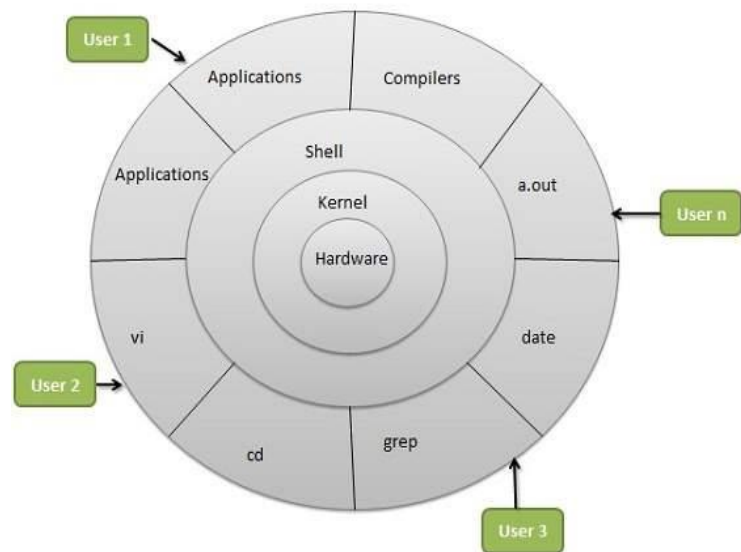 User 1
Applications
Compilers
Shell
Applications
a.out
Kernel
User n
Hardware
vi
date
User 2
cd
grep
User 3